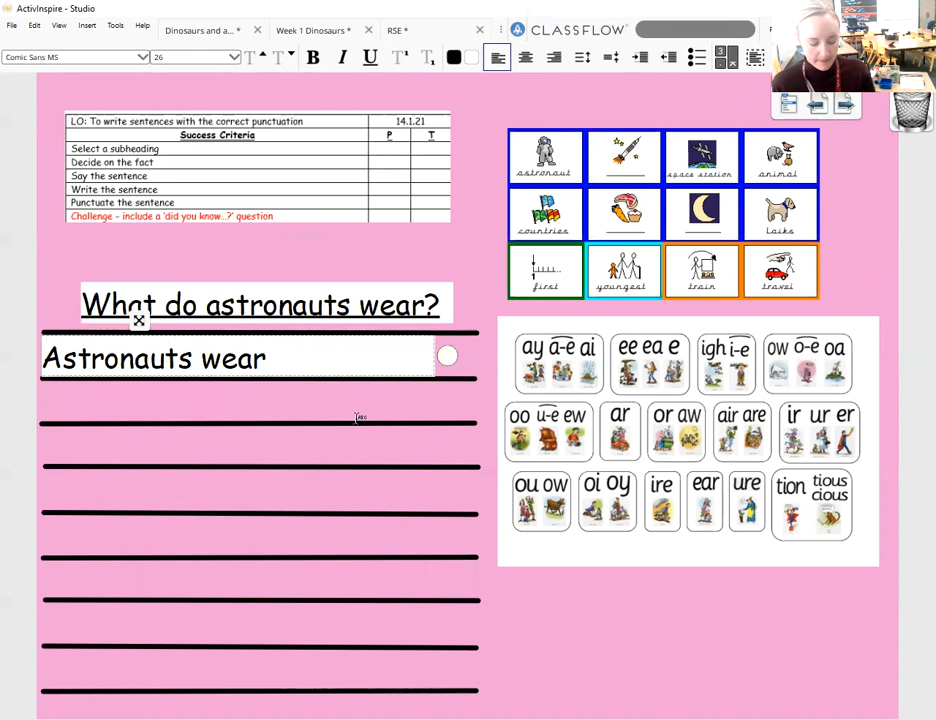 ActivInspire - Studio
File Edit View Insert Tools Help
Dinosaurs and a... * Week 1 Dinosaurs * RSE * CLASSFLOW
Comic Sans MS 26
LO: To write sentences with the correct punctuation 14.1.21
Success Criteria P T
Select a subheading
Decide on the fact
Say the sentence
Write the sentence
Punctuate the sentence
Challenge - include a 'did you know...?' question
astronaut space station animal
countries laika
first youngest train travel
What do astronauts wear?
Astronauts wear
ay a-e ai ee ea e igh i-e ow o-e oa
oo u-e ew ar or aw air are ir ur er
ou ow oi oy ire ear ure tion tious cious